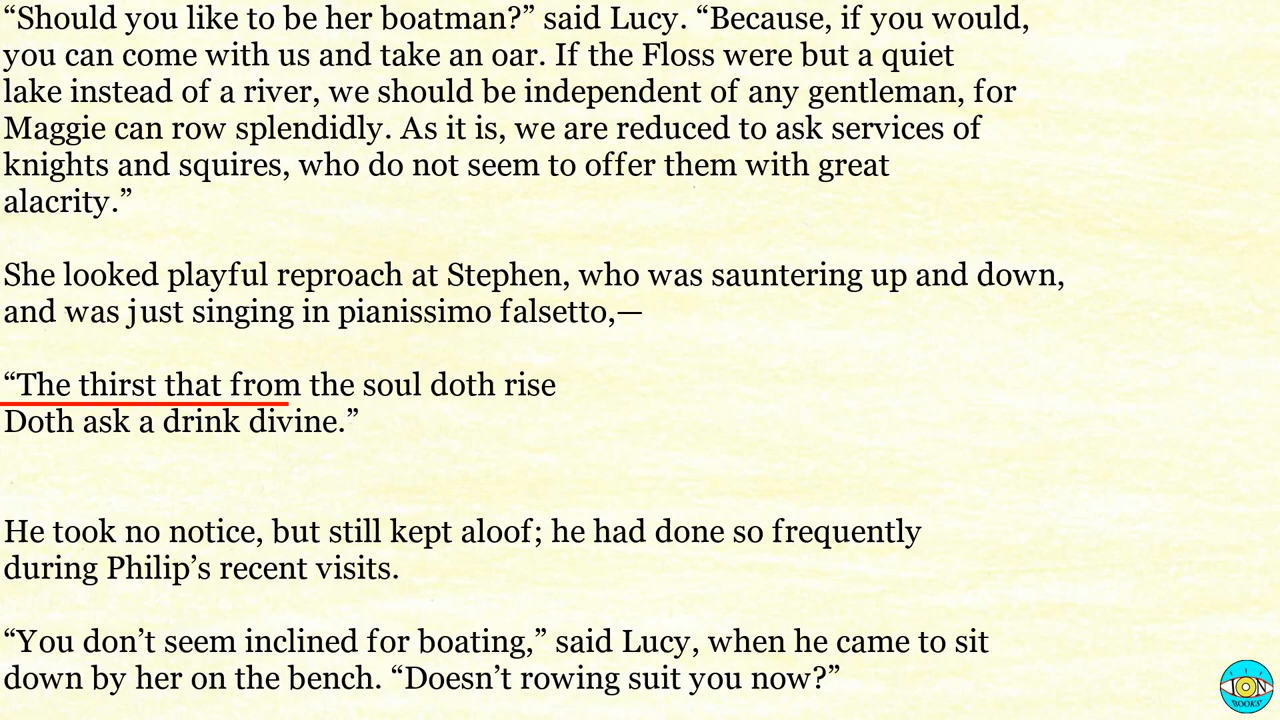 “Should you like to be her boatman?” said Lucy. “Because, if you would,
you can come with us and take an oar. If the Floss were but a quiet
lake instead of a river, we should be independent of any gentleman, for
Maggie can row splendidly. As it is, we are reduced to ask services of
knights and squires, who do not seem to offer them with great
alacrity.”
She looked playful reproach at Stephen, who was sauntering up and down,
and was just singing in pianissimo falsetto,—
“The thirst that from the soul doth rise
Doth ask a drink divine.”
He took no notice, but still kept aloof; he had done so frequently
during Philip’s recent visits.
“You don’t seem inclined for boating,” said Lucy, when he came to sit
down by her on the bench. “Doesn’t rowing suit you now?”
ION
BOOKS